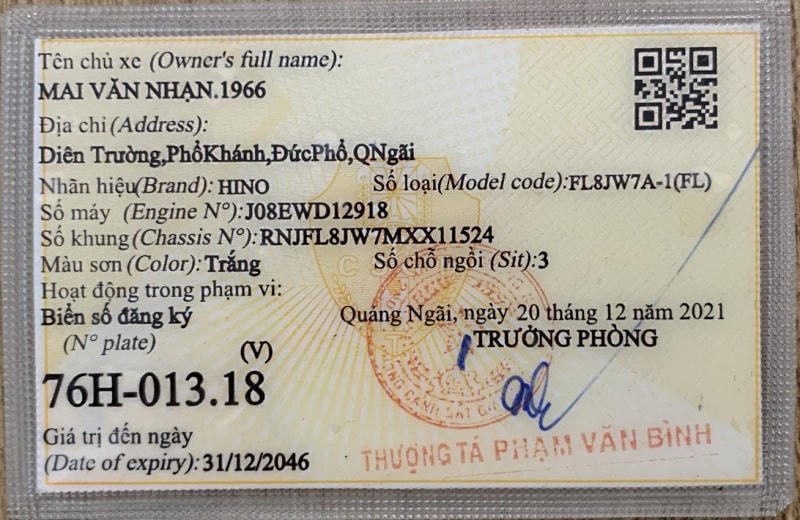 Tên chủ xe (Owner's full name):
MAI VĂN NHẠN.1966
Địa chỉ (Address):
Diên Trường,PhổKhánh,ĐứcPhổ,QNgãi
Nhãn hiệu(Brand): HINO Số loại(Model code):FL8JW7A-1(FL)
Số máy (Engine N°):J08EWD12918
Số khung(Chassis N°):RNJFL8JW7MXX11524
Màu sơn (Color):Trắng Số chỗ ngồi (Sit):3
Hoạt động trong phạm vi:
Biển số đăng ký Quảng Ngãi, ngày 20 tháng 12 năm 2021
(N° plate) TRƯỞNG PHÒNG
(V)
76H-013.18
Giá trị đến ngày
(Date of expiry):31/12/2046
THƯỢNG TÁ PHẠM VĂN BÌNH